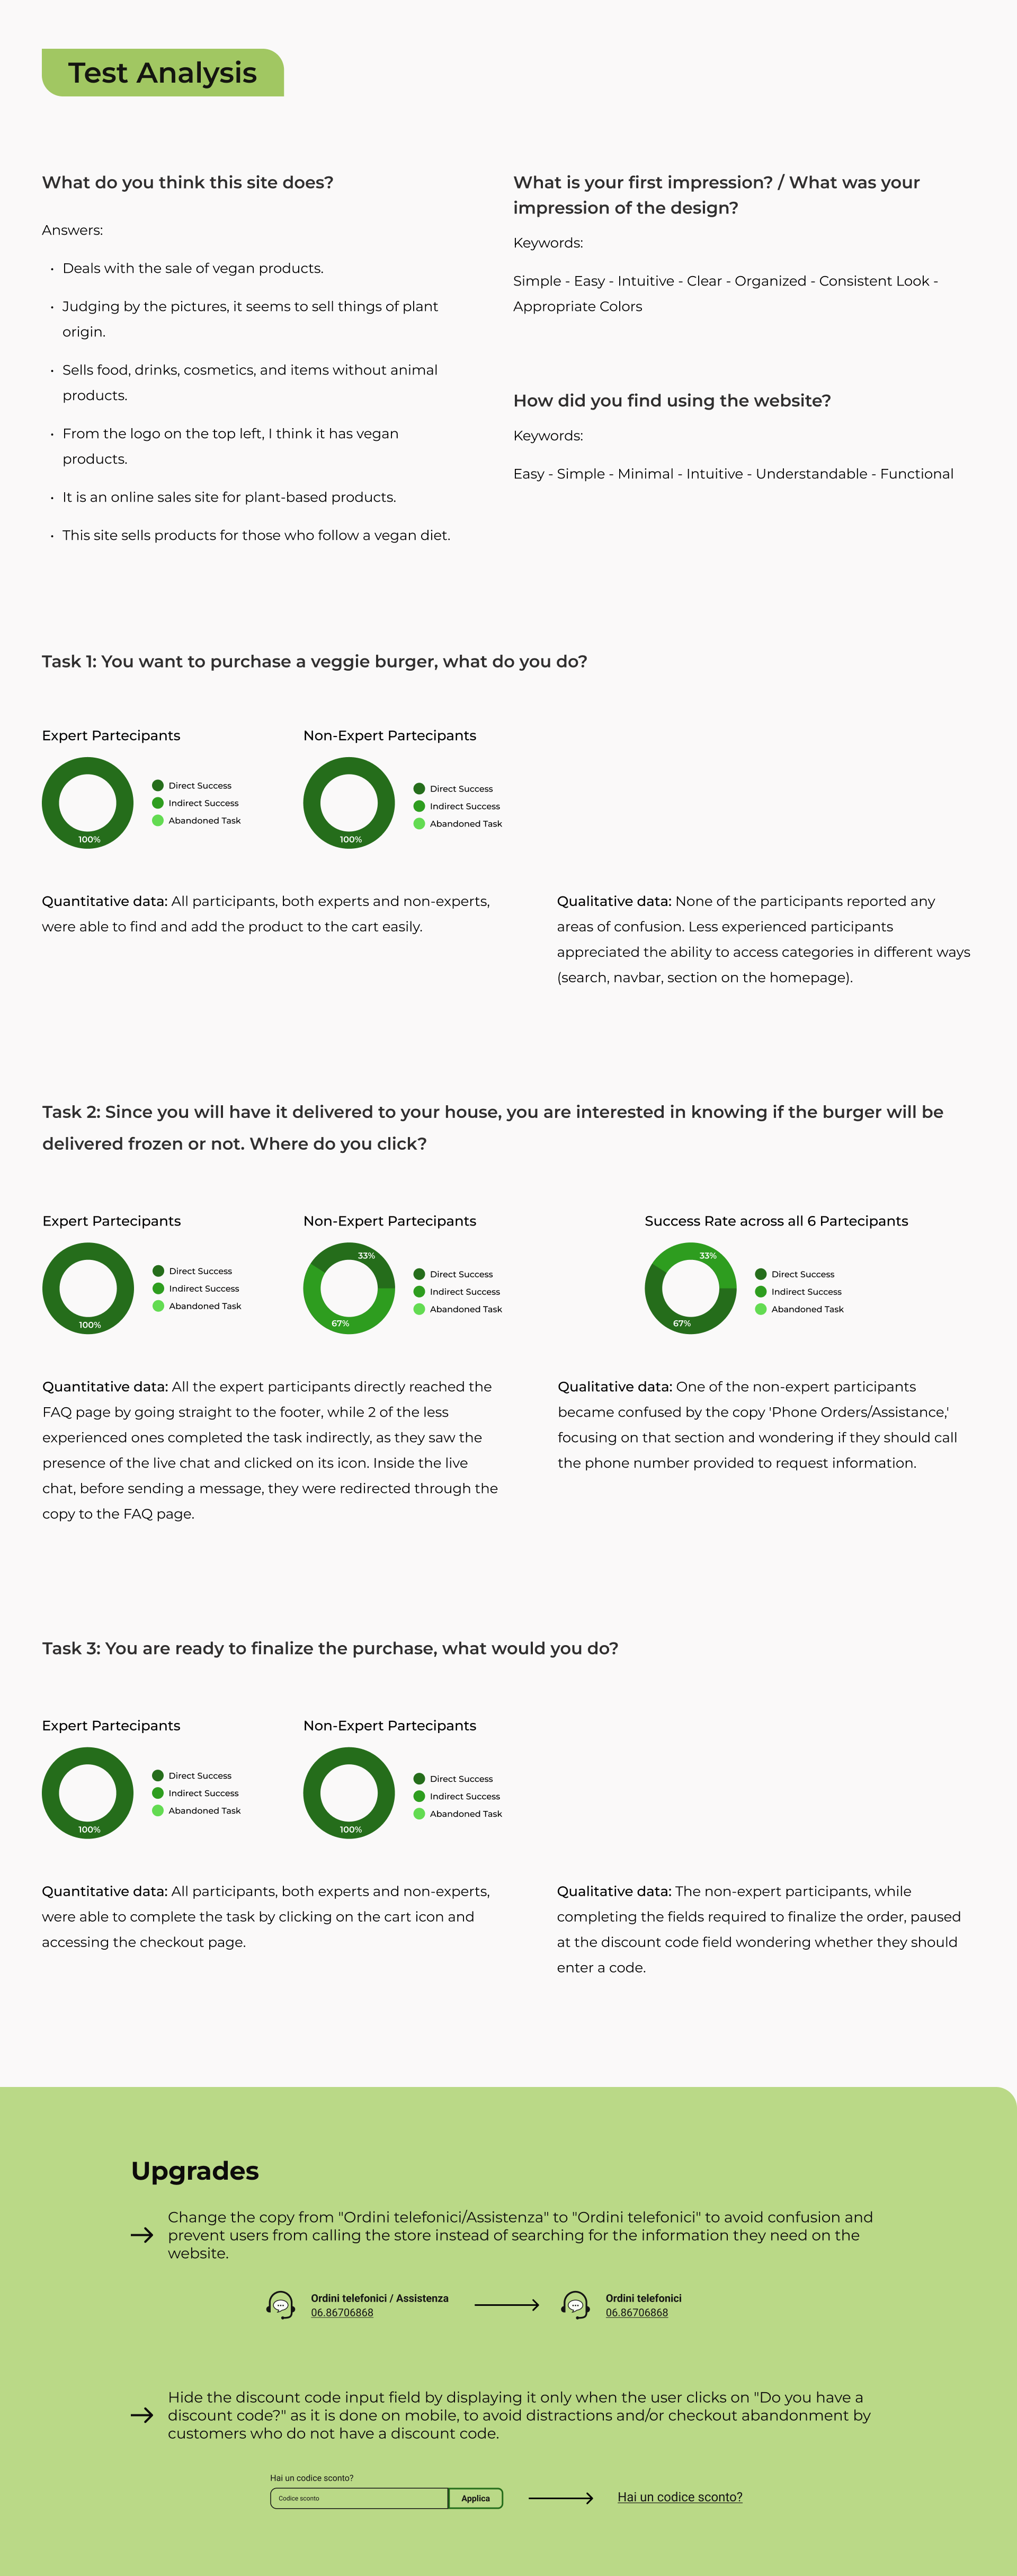 Test Analysis
What do you think this site does?
Answers:
• Deals with the sale of vegan products.
• Judging by the pictures, it seems to sell things of plant
origin.
• Sells food, drinks, cosmetics, and items without animal
products.
• From the logo on the top left, I think it has vegan
products.
• It is an online sales site for plant-based products.
• This site sells products for those who follow a vegan diet.
What is your first impression? / What was your
impression of the design?
Keywords:
Simple - Easy - Intuitive - Clear - Organized - Consistent Look -
Appropriate Colors
How did you find using the website?
Keywords:
Easy - Simple - Minimal - Intuitive - Understandable - Functional
Task 1: You want to purchase a veggie burger, what do you do?
Expert Partecipants
100%
Direct Success
Indirect Success
Abandoned Task
Non-Expert Partecipants
100%
Direct Success
Indirect Success
Abandoned Task
Quantitative data: All participants, both experts and non-experts,
were able to find and add the product to the cart easily.
Qualitative data: None of the participants reported any
areas of confusion. Less experienced participants
appreciated the ability to access categories in different ways
(search, navbar, section on the homepage).
Task 2: Since you will have it delivered to your house, you are interested in knowing if the burger will be
delivered frozen or not. Where do you click?
Expert Partecipants
100%
Direct Success
Indirect Success
Abandoned Task
Non-Expert Partecipants
33%
67%
Direct Success
Indirect Success
Abandoned Task
Success Rate across all 6 Partecipants
33%
67%
Direct Success
Indirect Success
Abandoned Task
Quantitative data: All the expert participants directly reached the
FAQ page by going straight to the footer, while 2 of the less
experienced ones completed the task indirectly, as they saw the
presence of the live chat and clicked on its icon. Inside the live
chat, before sending a message, they were redirected through the
copy to the FAQ page.
Qualitative data: One of the non-expert participants
became confused by the copy 'Phone Orders/Assistance,'
focusing on that section and wondering if they should call
the phone number provided to request information.
Task 3: You are ready to finalize the purchase, what would you do?
Expert Partecipants
100%
Direct Success
Indirect Success
Abandoned Task
Non-Expert Partecipants
100%
Direct Success
Indirect Success
Abandoned Task
Quantitative data: All participants, both experts and non-experts,
were able to complete the task by clicking on the cart icon and
accessing the checkout page.
Qualitative data: The non-expert participants, while
completing the fields required to finalize the order, paused
at the discount code field wondering whether they should
enter a code.
Upgrades
Change the copy from "Ordini telefonici/Assistenza" to "Ordini telefonici" to avoid confusion and
prevent users from calling the store instead of searching for the information they need on the
website.
Ordini telefonici / Assistenza
06.86706868
Ordini telefonici
06.86706868
Hide the discount code input field by displaying it only when the user clicks on "Do you have a
discount code?" as it is done on mobile, to avoid distractions and/or checkout abandonment by
customers who do not have a discount code.
Hai un codice sconto?
Codice sconto
Applica
Hai un codice sconto?